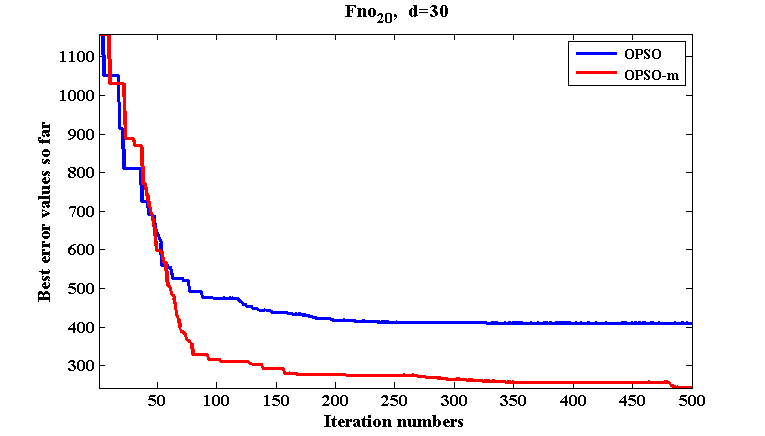 Fno20, d=30
OPSO
OPSO-m
1100
1000
900
800
700
600
500
400
300
Best error values so far
50 100 150 200 250 300 350 400 450 500
Iteration numbers